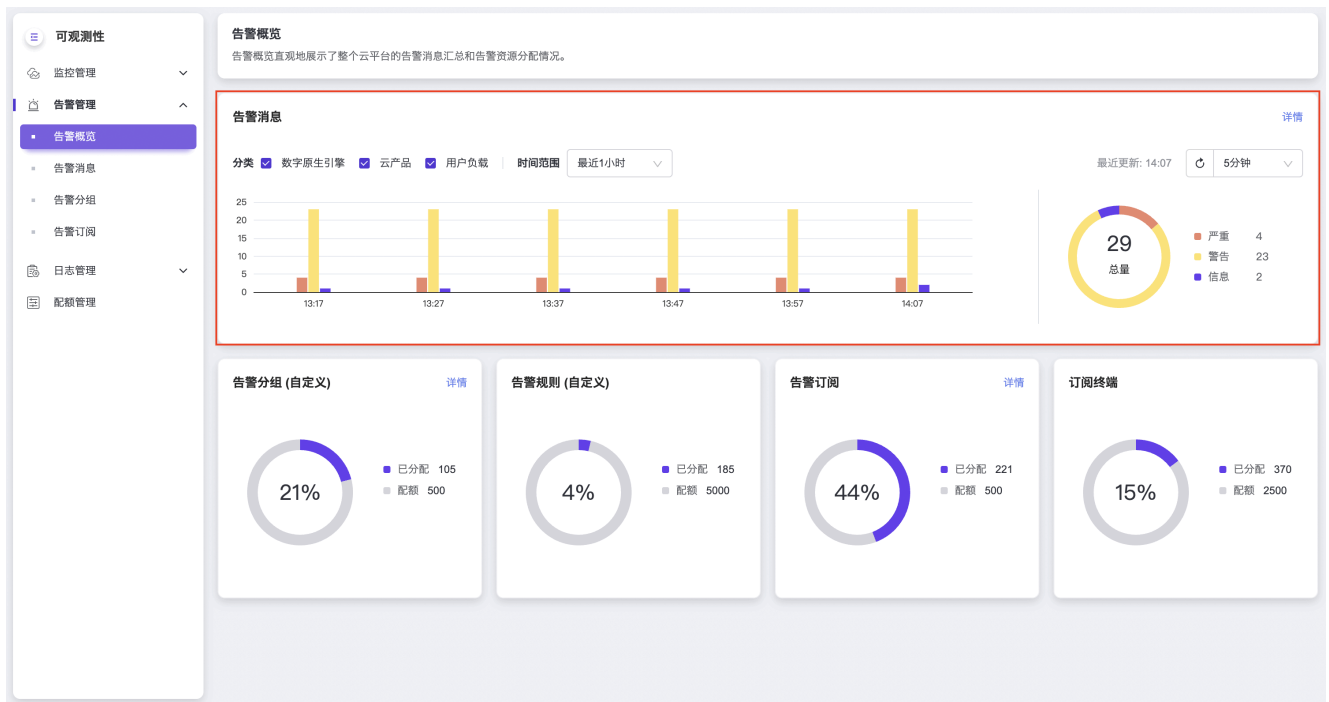 可观测性
监控管理
告警管理
告警概览
告警消息
告警分组
告警订阅
日志管理
配额管理
告警概览
告警概览直观地展示了整个云平台的告警消息汇总和告警资源分配情况。
告警消息 详情
分类 数字原生引擎 云产品 用户负载 时间范围 最近1小时 最近更新: 14:07 5分钟
25
20
15
10
5
0
13:17 13:27 13:37 13:47 13:57 14:07
29
总量
严重 4
警告 23
信息 2
告警分组 (自定义) 详情
21%
已分配 105
配额 500
告警规则 (自定义)
4%
已分配 185
配额 5000
告警订阅 详情
44%
已分配 221
配额 500
订阅终端
15%
已分配 370
配额 2500